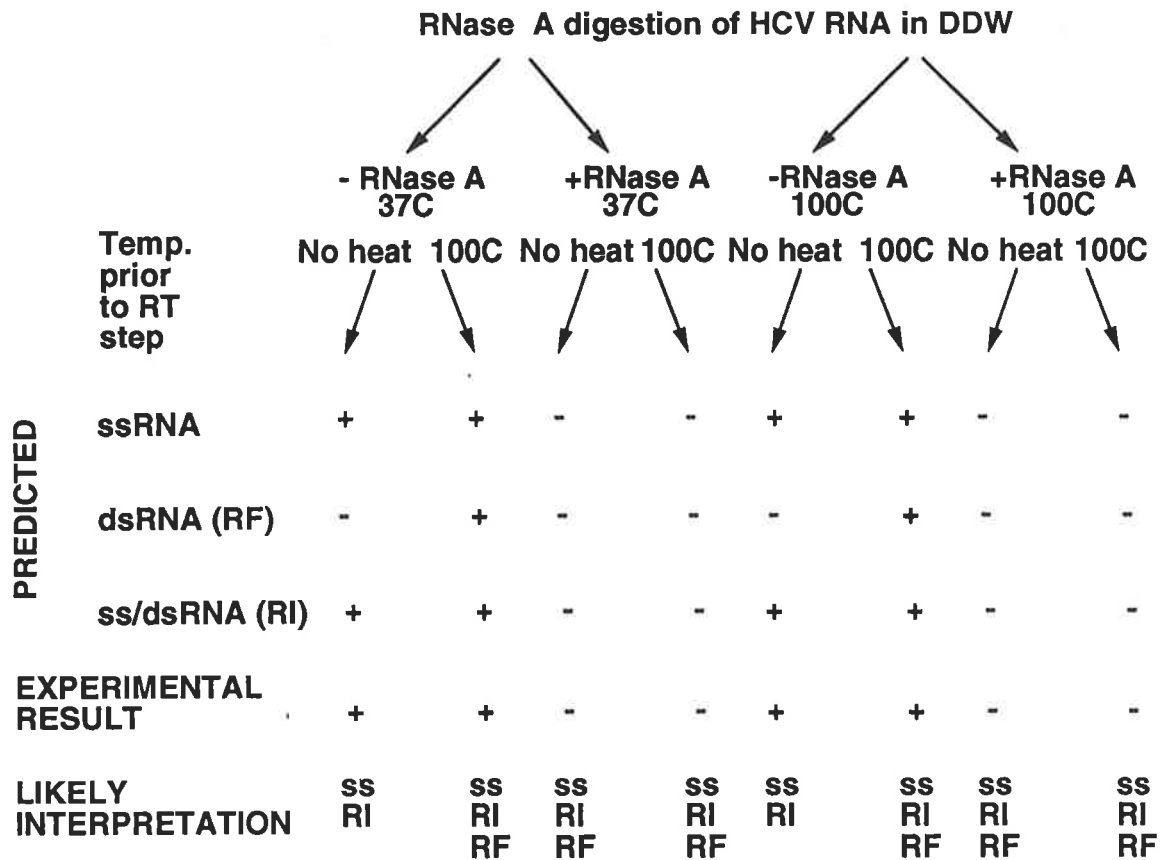 RNase A digestion of HCV RNA in DDW
- RNase A +RNase A -RNase A +RNase A
37C 37C 100C 100C
Temp. prior to RT step
No heat 100C No heat 100C No heat 100C No heat 100C
PREDICTED
ssRNA + + - - + + - -
dsRNA (RF) - + - - - + - -
ss/dsRNA (RI) + + - - + + - -
EXPERIMENTAL
RESULT + + - - + + - -
LIKELY ss ss ss ss ss ss ss ss
INTERPRETATION RI RI RI RI RI RI RI RI
RF RF RF RF RF RF